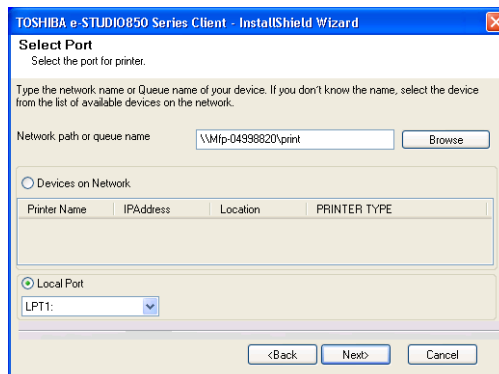 TOSHIBA e-STUDIO850 Series Client - InstallShield Wizard
Select Port
Select the port for printer.
Type the network name or Queue name of your device. If you don't know the name, select the device
from the list of available devices on the network.
Network path or queue name \\Mfp-04998820\print Browse
Devices on Network
Printer Name IPAddress Location PRINTER TYPE
Local Port
LPT1:
<Back Next> Cancel